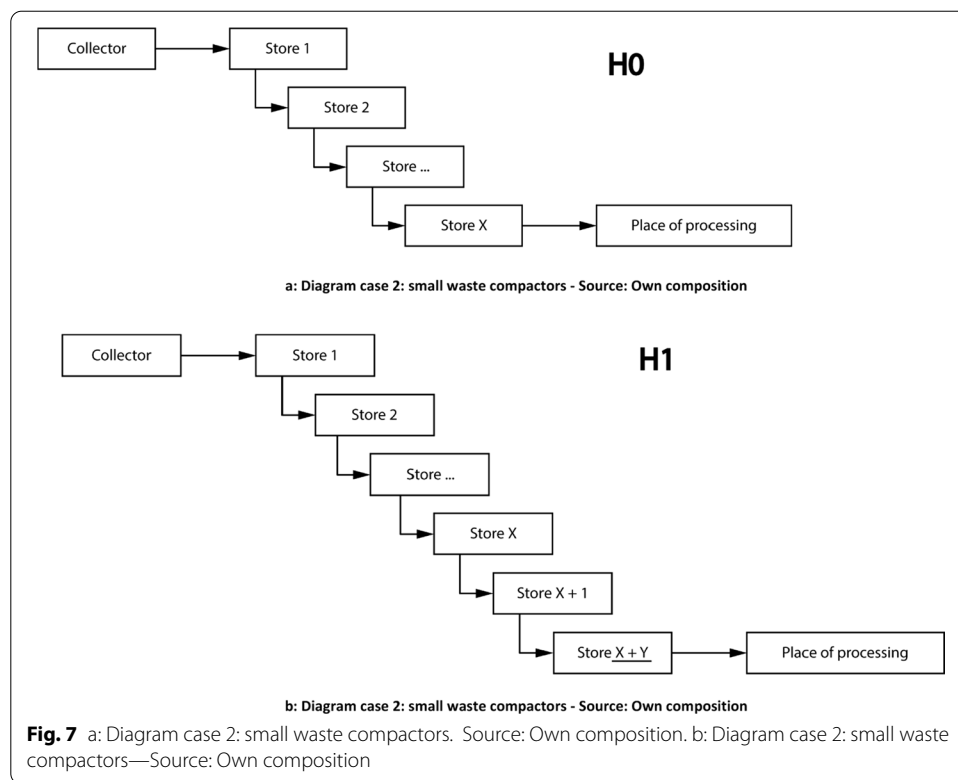 Collector
Store 1
H0
Store 2
Store ...
Store X
Place of processing
a: Diagram case 2: small waste compactors - Source: Own composition
Collector
Store 1
H1
Store 2
Store ...
Store X
Store X + 1
Store X + Y
Place of processing
b: Diagram case 2: small waste compactors - Source: Own composition
Fig. 7 a: Diagram case 2: small waste compactors. Source: Own composition. b: Diagram case 2: small waste
compactors—Source: Own composition